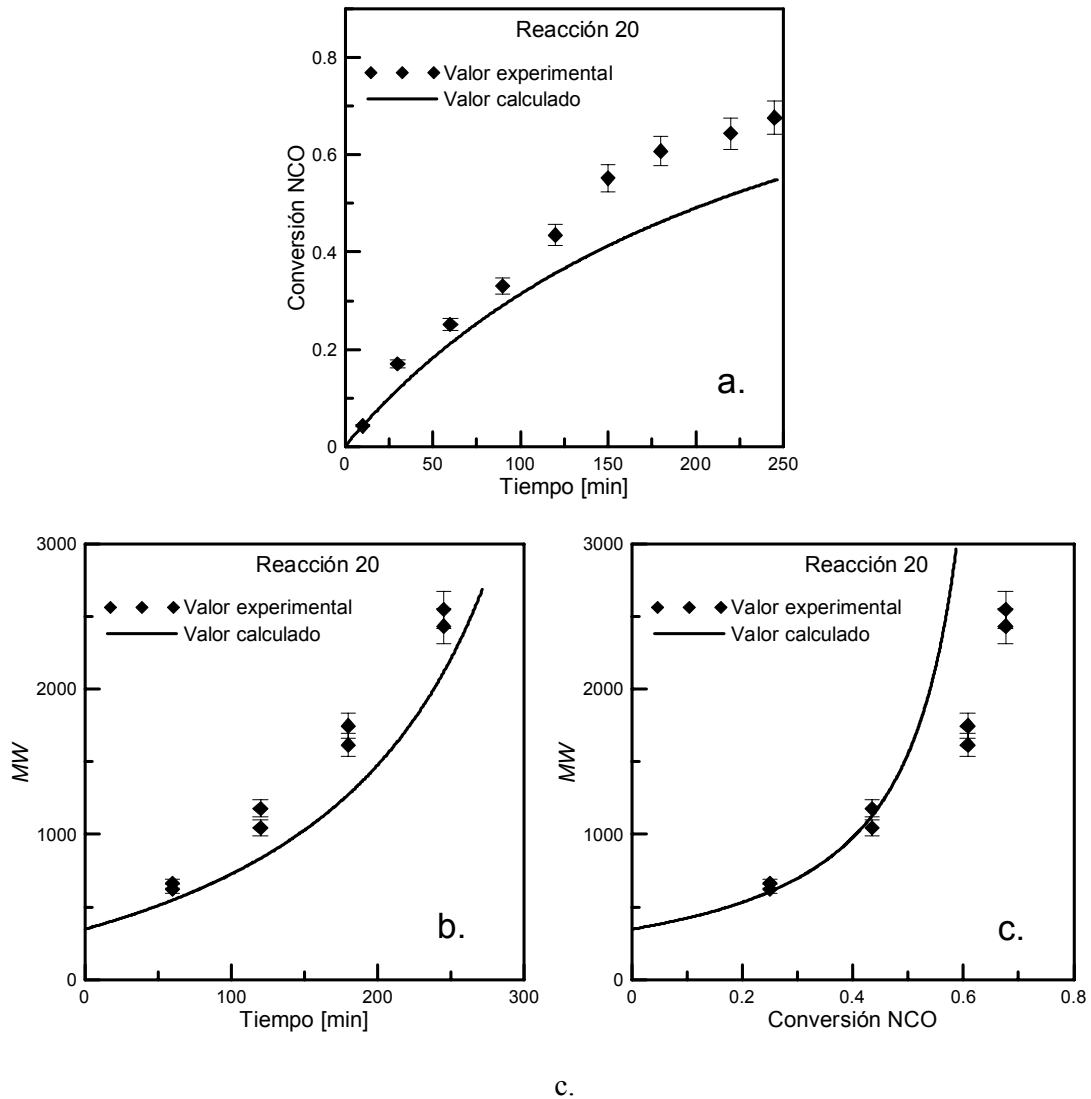 Reacción 20
Valor experimental
Valor calculado
0.8
0.6
0.4
0.2
0
Conversión NCO
a.
0 50 100 150 200 250
Tiempo [min]
Reacción 20
Valor experimental
Valor calculado
3000
2000
1000
0
MW
b.
0 100 200 300
Tiempo [min]
Reacción 20
Valor experimental
Valor calculado
3000
2000
1000
0
MW
c.
0 0.2 0.4 0.6 0.8
Conversión NCO
c.